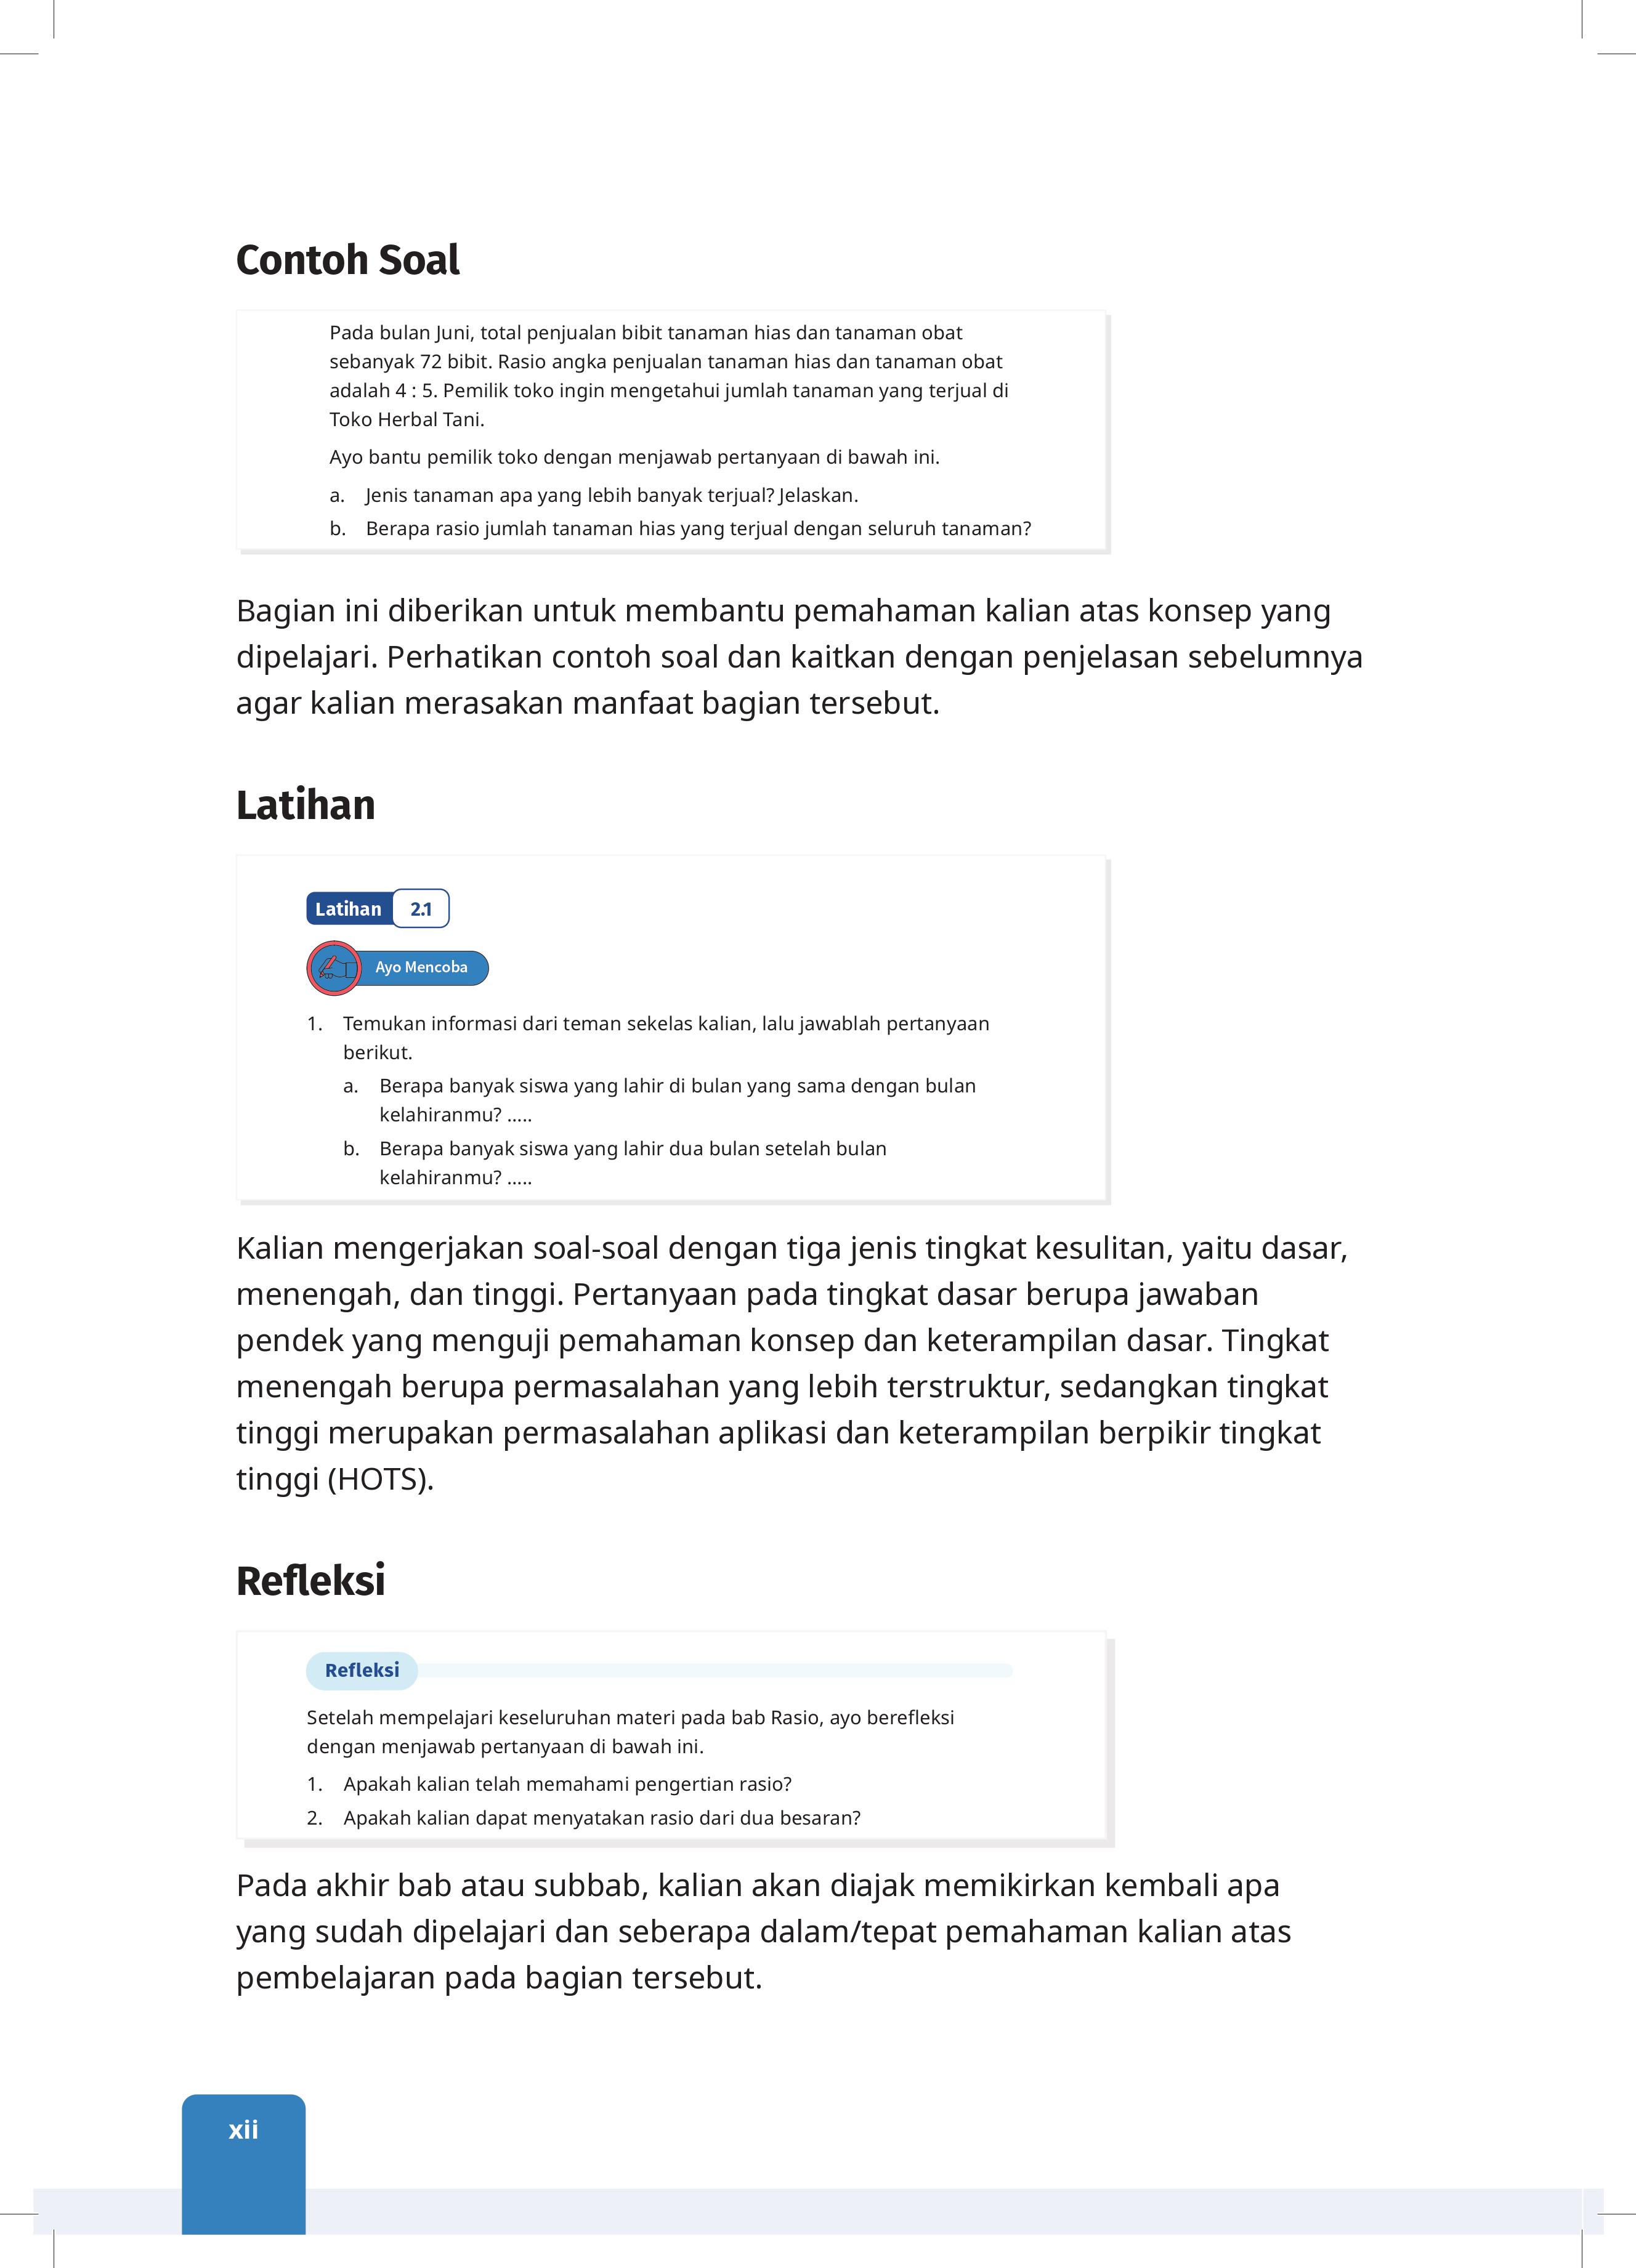 Contoh Soal
Pada bulan Juni, total penjualan bibit tanaman hias dan tanaman obat
sebanyak 72 bibit. Rasio angka penjualan tanaman hias dan tanaman obat
adalah 4 : 5. Pemilik toko ingin mengetahui jumlah tanaman yang terjual di
Toko Herbal Tani.
Ayo bantu pemilik toko dengan menjawab pertanyaan di bawah ini.
a. Jenis tanaman apa yang lebih banyak terjual? Jelaskan.
b. Berapa rasio jumlah tanaman hias yang terjual dengan seluruh tanaman?
Bagian ini diberikan untuk membantu pemahaman kalian atas konsep yang
dipelajari. Perhatikan contoh soal dan kaitkan dengan penjelasan sebelumnya
agar kalian merasakan manfaat bagian tersebut.
Latihan
Latihan 2.1
Ayo Mencoba
1. Temukan informasi dari teman sekelas kalian, lalu jawablah pertanyaan
berikut.
a. Berapa banyak siswa yang lahir di bulan yang sama dengan bulan
kelahiranmu? .....
b. Berapa banyak siswa yang lahir dua bulan setelah bulan
kelahiranmu? .....
Kalian mengerjakan soal-soal dengan tiga jenis tingkat kesulitan, yaitu dasar,
menengah, dan tinggi. Pertanyaan pada tingkat dasar berupa jawaban
pendek yang menguji pemahaman konsep dan keterampilan dasar. Tingkat
menengah berupa permasalahan yang lebih terstruktur, sedangkan tingkat
tinggi merupakan permasalahan aplikasi dan keterampilan berpikir tingkat
tinggi (HOTS).
Refleksi
Refleksi
Setelah mempelajari keseluruhan materi pada bab Rasio, ayo berefleksi
dengan menjawab pertanyaan di bawah ini.
1. Apakah kalian telah memahami pengertian rasio?
2. Apakah kalian dapat menyatakan rasio dari dua besaran?
Pada akhir bab atau subbab, kalian akan diajak memikirkan kembali apa
yang sudah dipelajari dan seberapa dalam/tepat pemahaman kalian atas
pembelajaran pada bagian tersebut.
xii